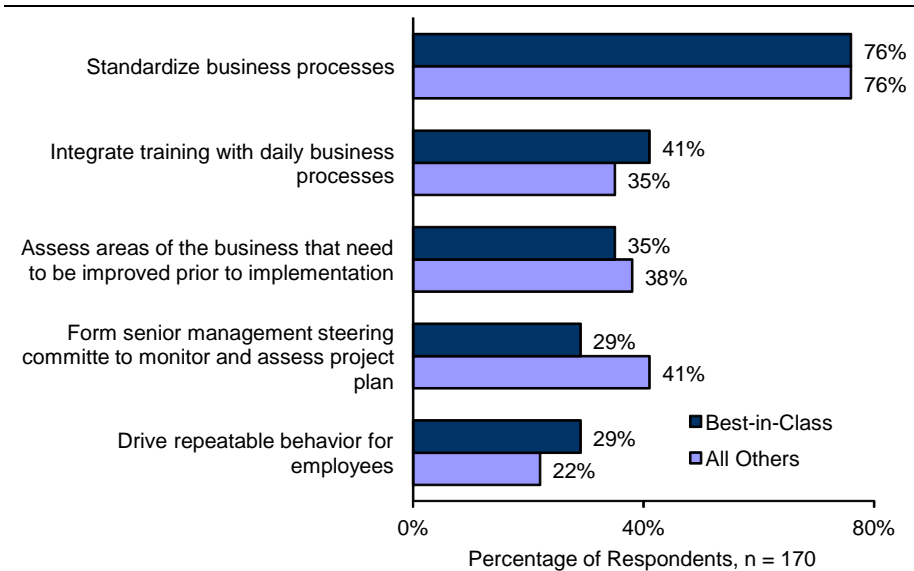 Standardize business processes
76%
76%
Integrate training with daily business
processes
41%
35%
Assess areas of the business that need
to be improved prior to implementation
35%
38%
Form senior management steering
committe to monitor and assess project
plan
29%
41%
Drive repeatable behavior for
employees
29%
22%
Best-in-Class
All Others
0%
40%
80%
Percentage of Respondents, n = 170